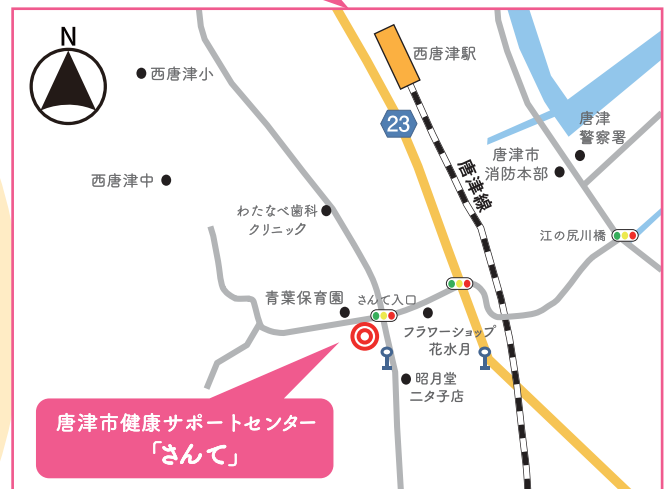 N
西唐津小
西唐津駅
23
唐津
警察署
唐津市
消防本部
西唐津中
唐津線
わたなべ歯科
クリニック
江の尻川橋
青葉保育園
さんて入口
フラワーショップ
花水月
昭月堂
二タ子店
唐津市健康サポートセンター
「さんて」